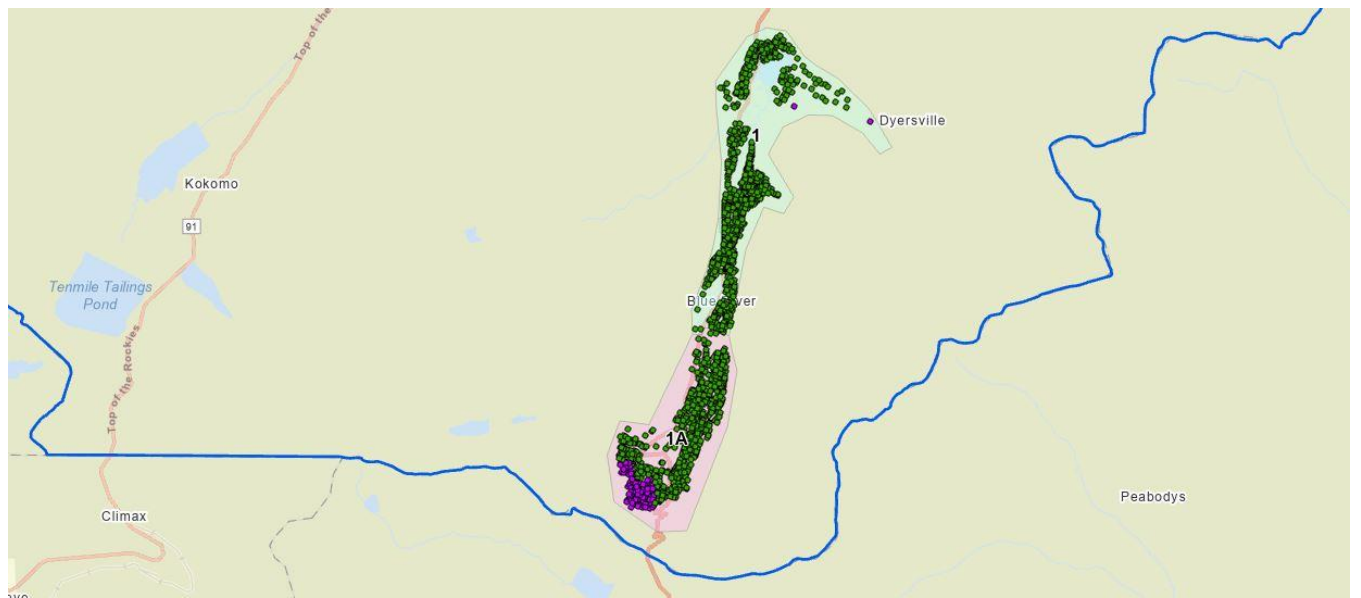 Top of the
Dyersville
1
Kokomo
91
Tenmile Tailings
Pond
Blue River
Top of the Rockies
1A
Peabodys
Climax